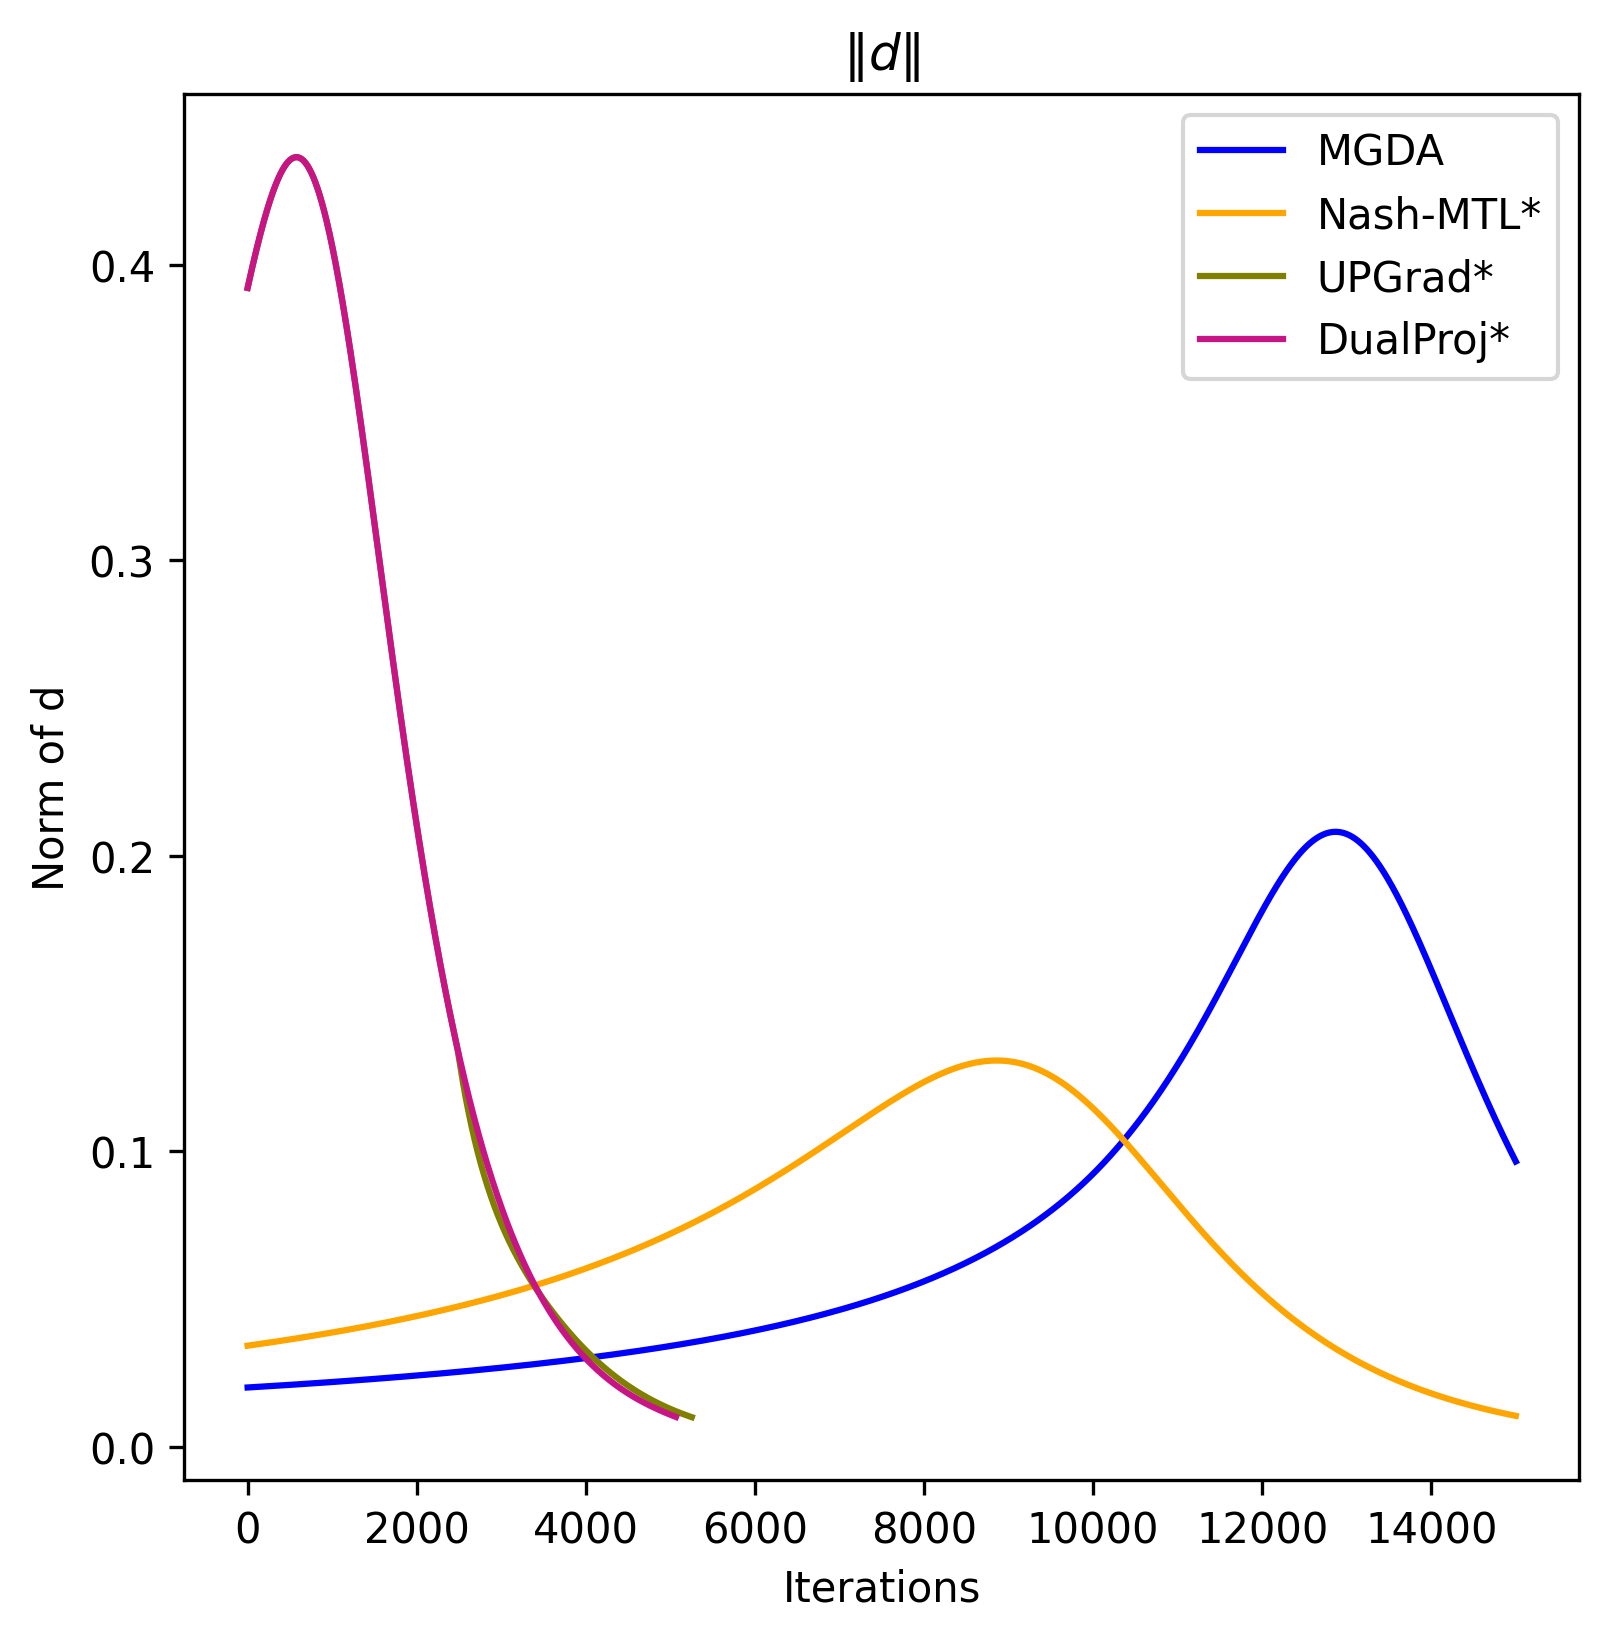 ‖d‖
MGDA
Nash-MTL*
UPGrad*
DualProj*
Norm of d
0.4
0.3
0.2
0.1
0.0
0 2000 4000 6000 8000 10000 12000 14000
Iterations